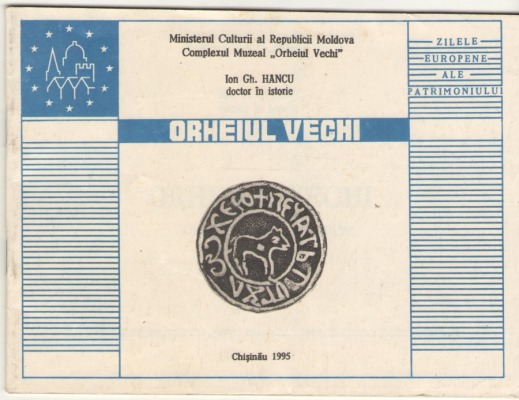 Ministerul Culturii al Republicii Moldova
Complexul Muzeal „Orheiul Vechi"
Ion Gh. HANCU
doctor în istorie
ZILELE
EUROPENE
ALE
PATRIMONIULUI
ORHEIUL VECHI
Chişinău 1995